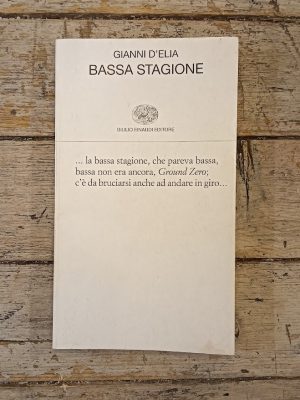 GIANNI D'ELIA
BASSA STAGIONE
GIULIO EINAUDI EDITORE
... la bassa stagione, che pareva bassa,
bassa non era ancora, Ground Zero;
c'è da bruciarsi anche ad andare in giro...